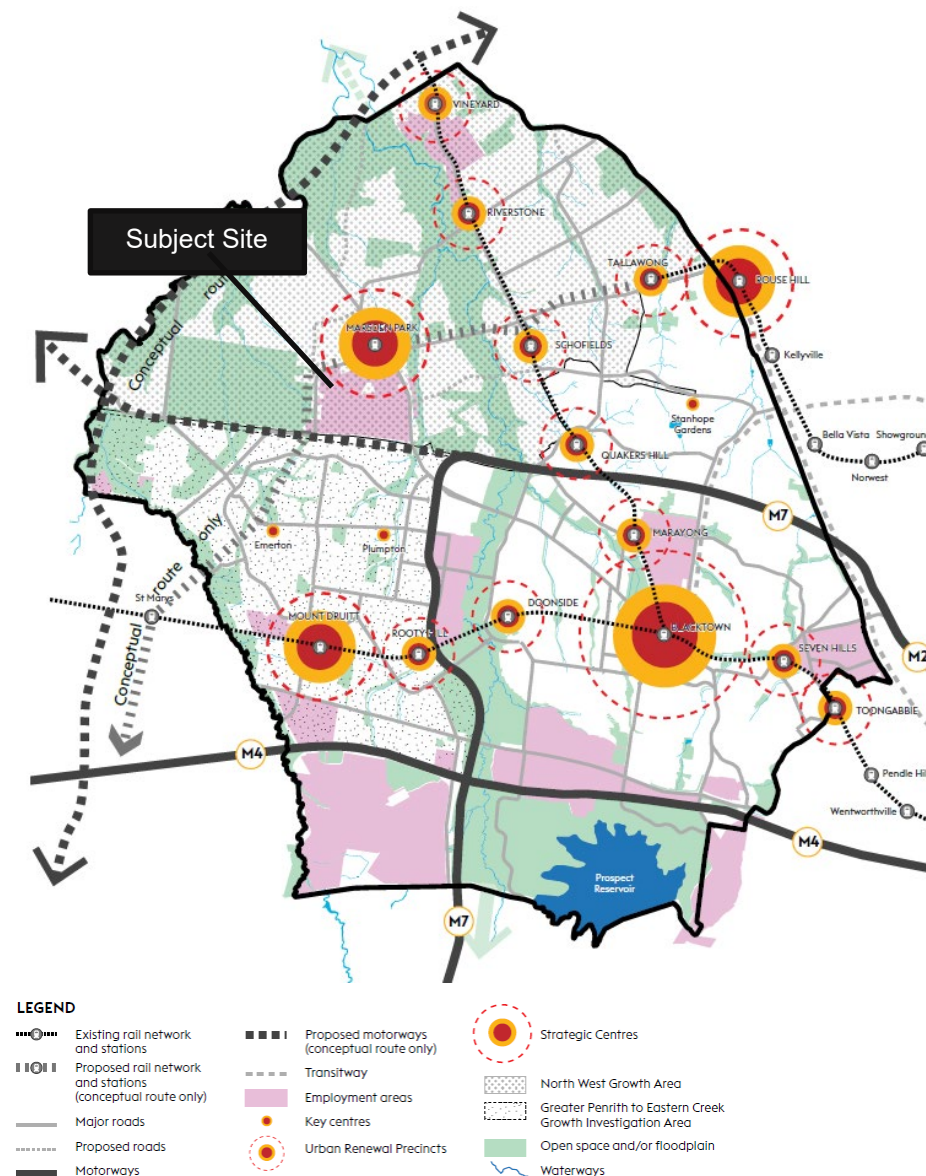 VINEYARD
RIVERSTONE
Subject Site
TALLAWONG
ROUSE HILL
route
Conceptual
MARSDEN PARK
SCHOFIELDS
Kellyville
Stanhope
Gardens
QUAKERS HILL
Bella Vista
Showground
Norwest
M7
MARAYONG
Emerton
Plumpton
only
route
St Marys
Conceptual
DOONSIDE
MOUNT DRUITT
ROOTY HILL
BLACKTOWN
SEVEN HILLS
M2
TOONGABBIE
M4
Pendle Hil
Wentworthville
M4
Prospect
Reservoir
M7
LEGEND
Existing rail network
and stations
Proposed rail network
and stations
(conceptual route only)
Major roads
Proposed roads
Motorways
Proposed motorways
(conceptual route only)
Transitway
Employment areas
Key centres
Urban Renewal Precincts
Strategic Centres
North West Growth Area
Greater Penrith to Eastern Creek
Growth Investigation Area
Open space and/or floodplain
Waterways